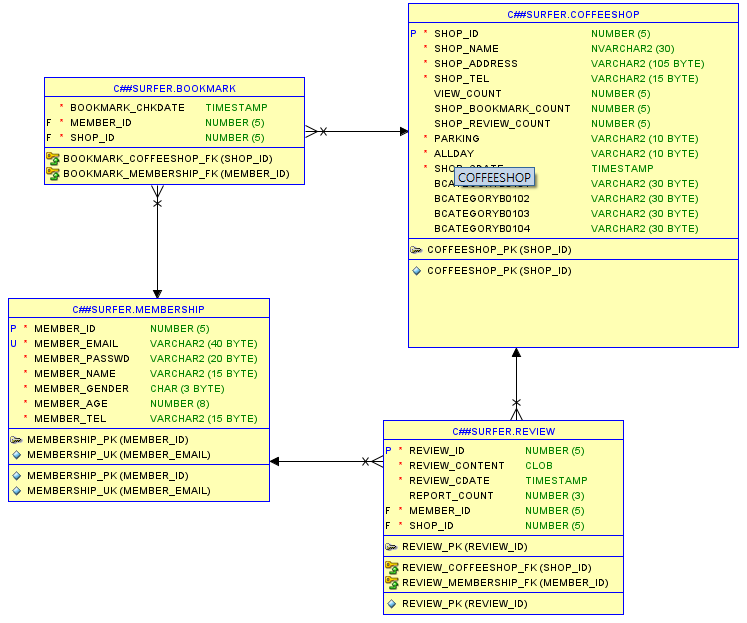 C##SURFER.COFFEESHOP
P * SHOP_ID NUMBER (5)
* SHOP_NAME NVARCHAR2 (30)
* SHOP_ADDRESS VARCHAR2 (105 BYTE)
* SHOP_TEL VARCHAR2 (15 BYTE)
VIEW_COUNT NUMBER (5)
SHOP_BOOKMARK_COUNT NUMBER (5)
SHOP_REVIEW_COUNT NUMBER (5)
* PARKING VARCHAR2 (10 BYTE)
* ALLDAY VARCHAR2 (10 BYTE)
* TIMESTAMP
COFFEESHOP
VARCHAR2 (30 BYTE)
BCATEGORYB0102 VARCHAR2 (30 BYTE)
BCATEGORYB0103 VARCHAR2 (30 BYTE)
BCATEGORYB0104 VARCHAR2 (30 BYTE)
COFFEESHOP_PK (SHOP_ID)
COFFEESHOP_PK (SHOP_ID)
C##SURFER.BOOKMARK
* BOOKMARK_CHKDATE TIMESTAMP
F * MEMBER_ID NUMBER (5)
F * SHOP_ID NUMBER (5)
BOOKMARK_COFFEESHOP_FK (SHOP_ID)
BOOKMARK_MEMBERSHIP_FK (MEMBER_ID)
C##SURFER.MEMBERSHIP
P * MEMBER_ID NUMBER (5)
U * MEMBER_EMAIL VARCHAR2 (40 BYTE)
* MEMBER_PASSWD VARCHAR2 (20 BYTE)
* MEMBER_NAME VARCHAR2 (15 BYTE)
* MEMBER_GENDER CHAR (3 BYTE)
* MEMBER_AGE NUMBER (8)
* MEMBER_TEL VARCHAR2 (15 BYTE)
MEMBERSHIP_PK (MEMBER_ID)
MEMBERSHIP_UK (MEMBER_EMAIL)
MEMBERSHIP_PK (MEMBER_ID)
MEMBERSHIP_UK (MEMBER_EMAIL)
C##SURFER.REVIEW
P * REVIEW_ID NUMBER (5)
* REVIEW_CONTENT CLOB
* REVIEW_CDATE TIMESTAMP
REPORT_COUNT NUMBER (3)
F * MEMBER_ID NUMBER (5)
F * SHOP_ID NUMBER (5)
REVIEW_PK (REVIEW_ID)
REVIEW_COFFEESHOP_FK (SHOP_ID)
REVIEW_MEMBERSHIP_FK (MEMBER_ID)
REVIEW_PK (REVIEW_ID)